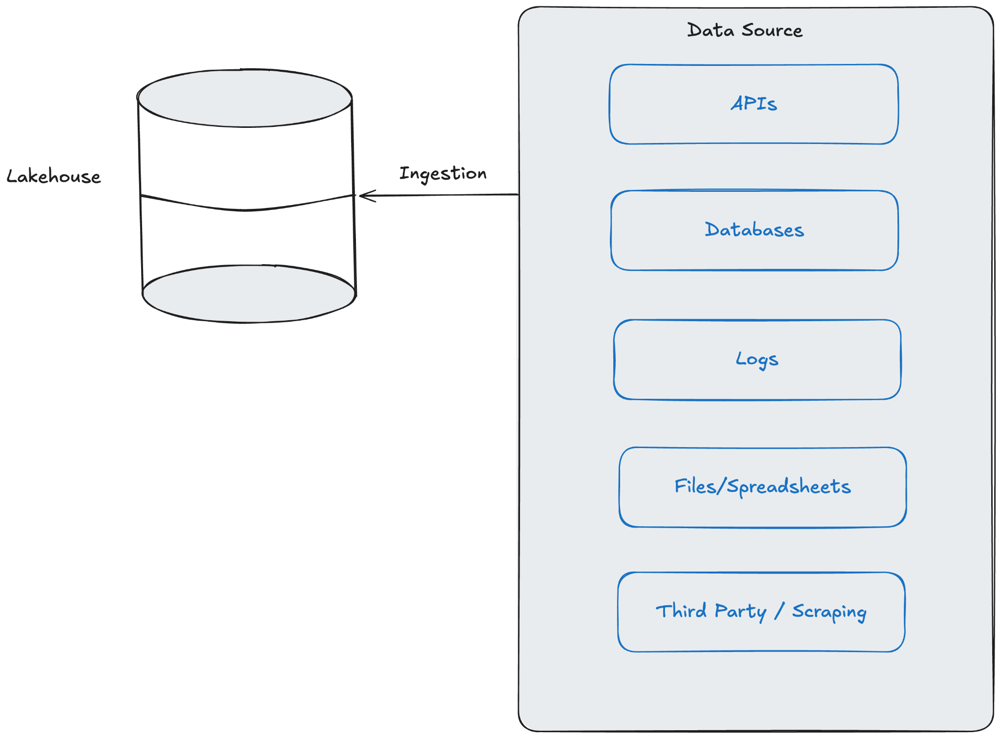 Data Source
APIs
Lakehouse
Ingestion
Databases
Logs
Files/Spreadsheets
Third Party / Scraping